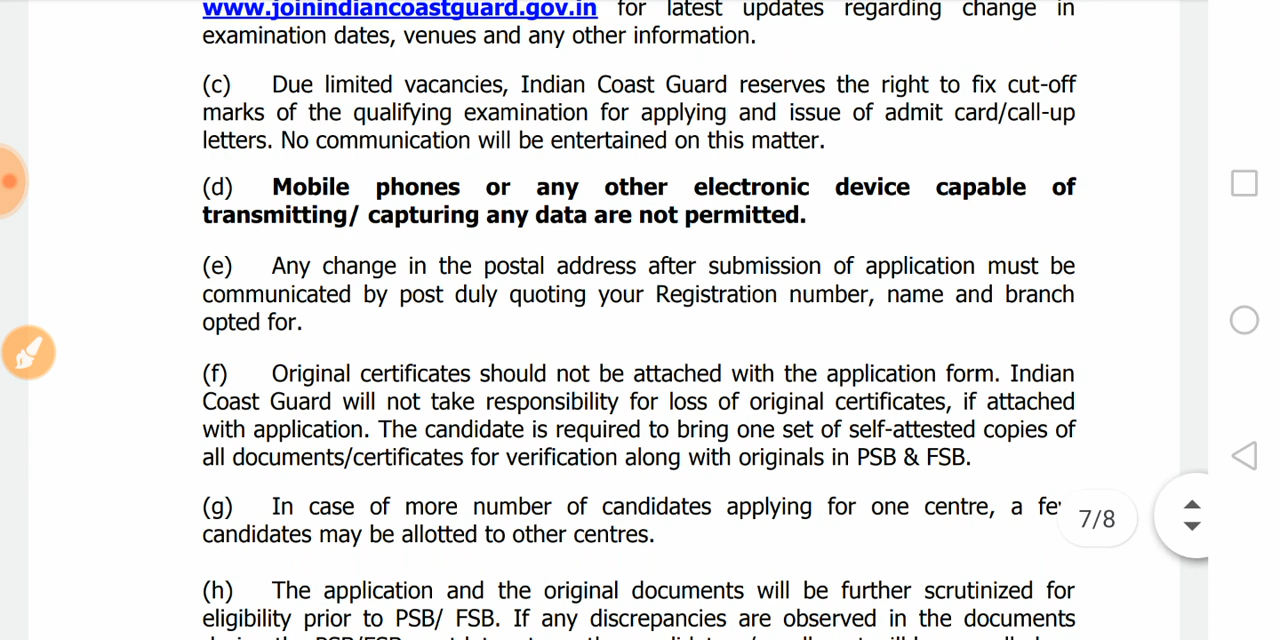 www.joinindiancoastguard.gov.in for latest updates regarding change in
examination dates, venues and any other information.
(c) Due limited vacancies, Indian Coast Guard reserves the right to fix cut-off
marks of the qualifying examination for applying and issue of admit card/call-up
letters. No communication will be entertained on this matter.
(d) Mobile phones or any other electronic device capable of
transmitting/ capturing any data are not permitted.
(e) Any change in the postal address after submission of application must be
communicated by post duly quoting your Registration number, name and branch
opted for.
(f) Original certificates should not be attached with the application form. Indian
Coast Guard will not take responsibility for loss of original certificates, if attached
with application. The candidate is required to bring one set of self-attested copies of
all documents/certificates for verification along with originals in PSB & FSB.
(g) In case of more number of candidates applying for one centre, a
candidates may be allotted to other centres.
7/8
(h) The application and the original documents will be further scrutinized for
eligibility prior to PSB/ FSB. If any discrepancies are observed in the documents